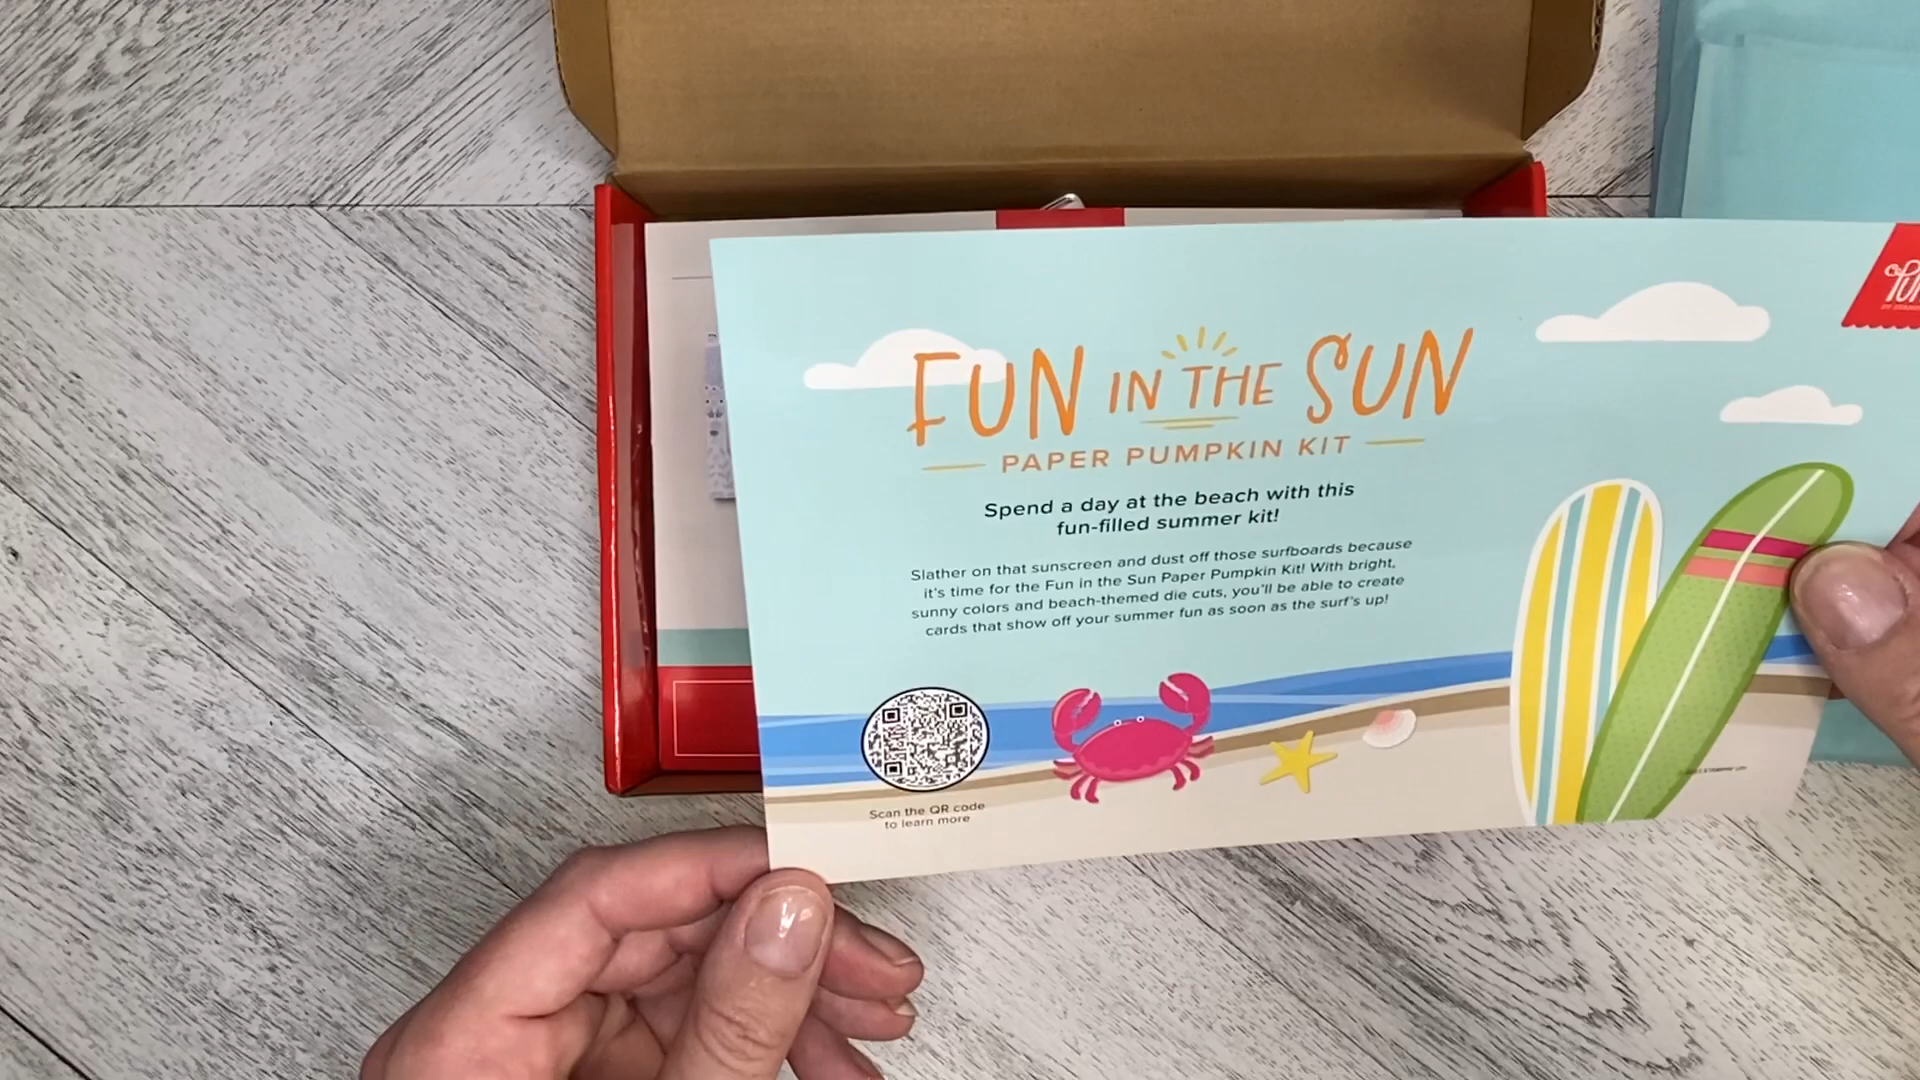 FUN IN THE SUN
PAPER PUMPKIN KIT
Spend a day at the beach with this
fun-filled summer kit!
Slather on that sunscreen and dust off those surfboards because
it's time for the Fun in the Sun Paper Pumpkin Kit! With bright,
sunny colors and beach-themed die cuts, you'll be able to create
cards that show off your summer fun as soon as the surf's up!
Scan the QR code
to learn more